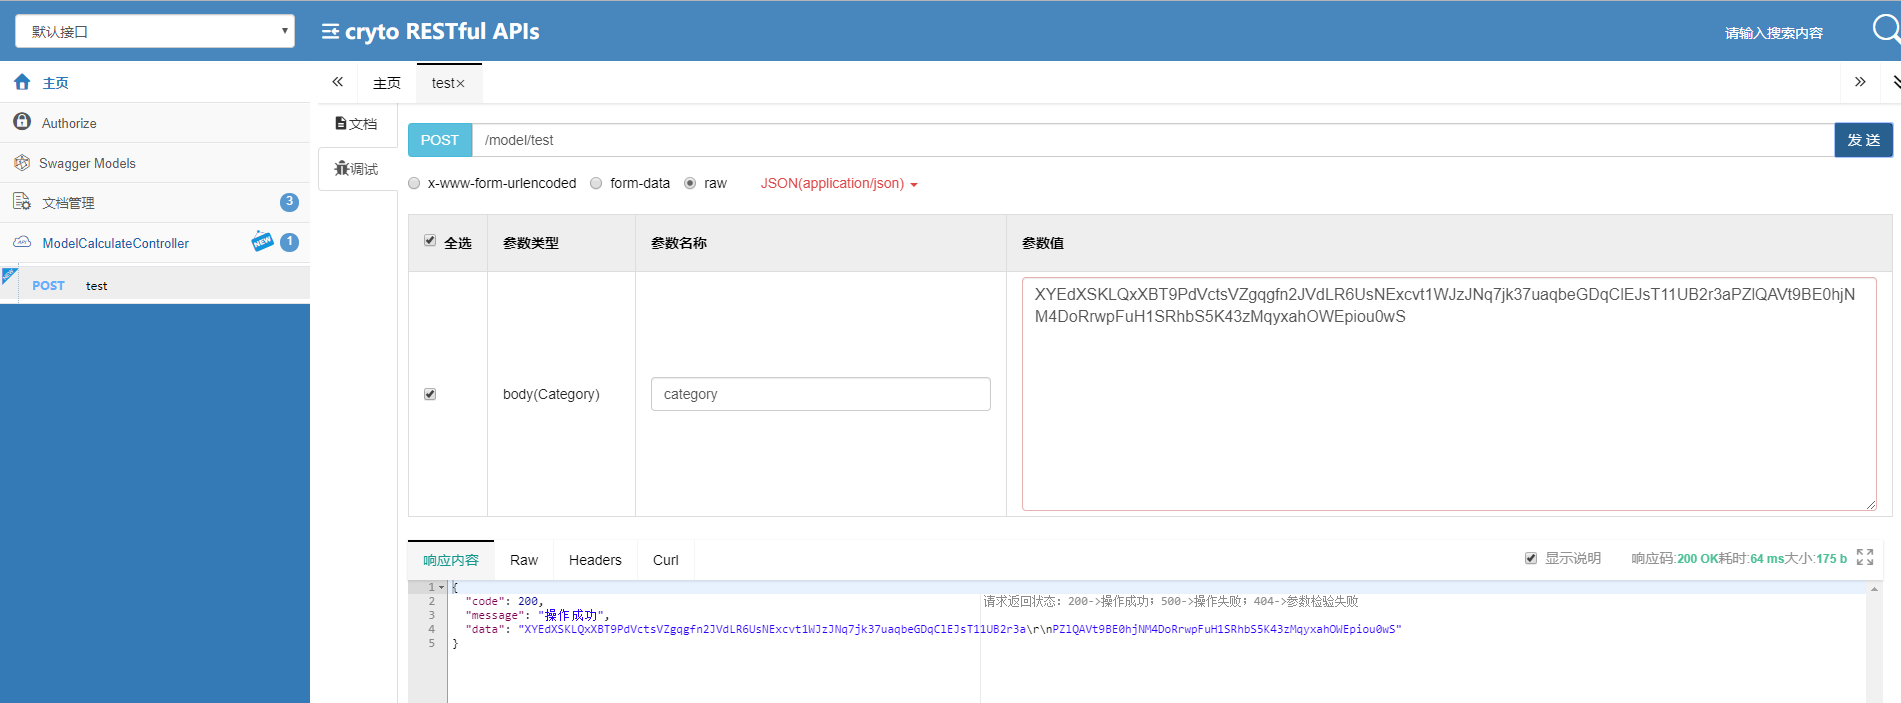 默认接口
cryto RESTful APIs
请输入搜索内容
主页
Authorize
Swagger Models
文档管理 3
ModelCalculateController NEW 1
POST test
主页 test×
文档
调试
POST /model/test 发 送
x-www-form-urlencoded form-data raw JSON(application/json)
全选 参数类型 参数名称 参数值
body(Category) category
XYEdXSKLQxXBT9PdVctsVZgqgfn2JVdLR6UsNExcvt1WJzJNq7jk37uaqbeGDqClEJsT11UB2r3aPZlQAVt9BE0hjN
M4DoRrwpFuH1SRhbS5K43zMqyxahOWEpiou0wS
响应内容 Raw Headers Curl 显示说明 响应码:200 OK耗时:64 ms大小:175 b
1 {
2 "code": 200, 请求返回状态：200->操作成功；500->操作失败；404->参数检验失败
3 "message": "操作成功",
4 "data": "XYEdXSKLQxXBT9PdVctsVZgqgfn2JVdLR6UsNExcvt1WJzJNq7jk37uaqbeGDqClEJsT11UB2r3a\r\nPZlQAVt9BE0hjNM4DoRrwpFuH1SRhbS5K43zMqyxahOWEpiou0wS"
5 }